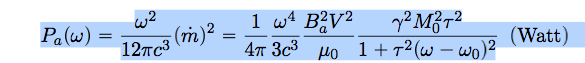 P_a(ω) = ω²/(12πc³) (ṁ)² = 1/(4π) ω⁴/(3c³) B_a²V²/μ₀ γ²M₀²τ²/(1 + τ²(ω − ω₀)²) (Watt)